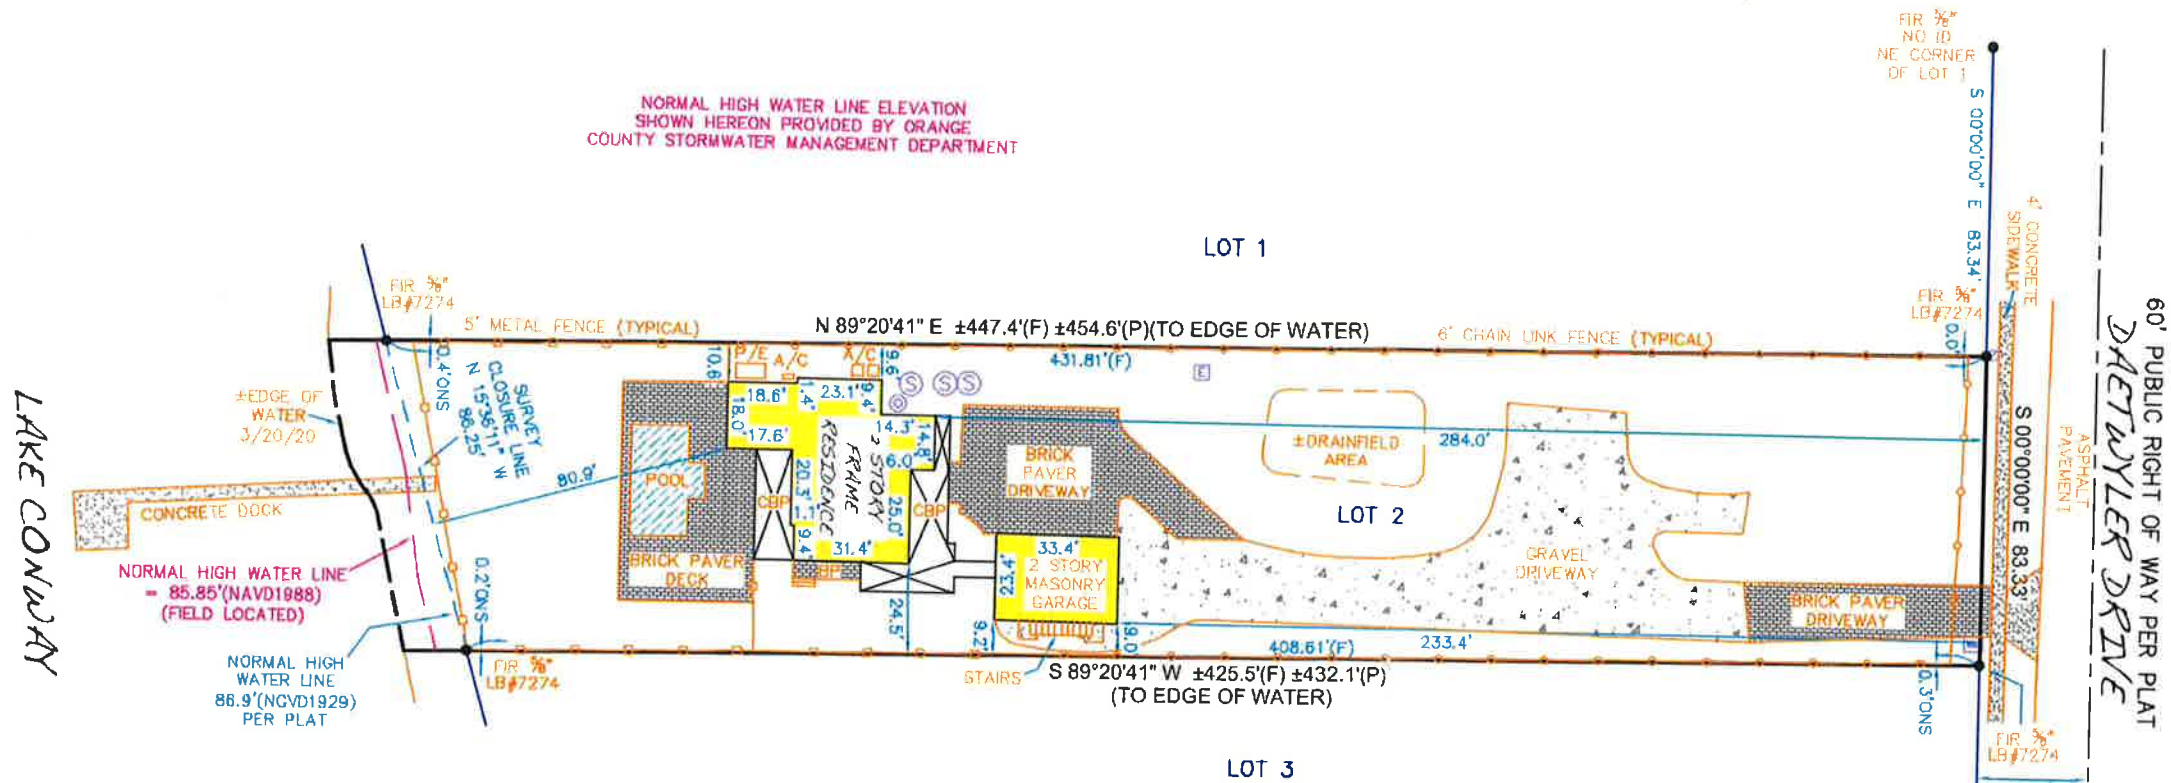 FIR 5/8"
NO ID
NE CORNER
OF LOT 1
S 00°00'00" E 83.34'
4' CONCRETE
SIDEWALK
60' PUBLIC RIGHT OF WAY PER PLAT
DAETWYLER DRIVE
NORMAL HIGH WATER LINE ELEVATION
SHOWN HEREON PROVIDED BY ORANGE
COUNTY STORMWATER MANAGEMENT DEPARTMENT
LOT 1
FIR 5/8"
LB#7274
5' METAL FENCE (TYPICAL)
N 89°20'41" E ±447.4'(F) ±454.6'(P)(TO EDGE OF WATER)
6' CHAIN LINK FENCE (TYPICAL)
FIR 5/8"
LB#7274
0.0'
431.81'(F)
0.4'ONS
SURVEY
CLOSURE LINE
N 15°36'11" W
86.25'
10.6'
P/E
A/C
A/C
9.6'
E
S
S
S
±EDGE OF
WATER
3/20/20
LAKE CONWAY
18.6'
1.4'
23.1'
9.4'
18.0'
17.6'
14.3'
14.8'
6.0'
20.3'
1.1'
9.4'
25.0'
31.4'
2 STORY
FRAME
RESIDENCE
CBP
CBP
BP
80.9'
POOL
BRICK PAVER
DECK
CONCRETE DOCK
BRICK
PAVER
DRIVEWAY
±DRAINFIELD
AREA
284.0'
LOT 2
S 00°00'00" E 83.33'
ASPHALT
PAVEMENT
33.4'
23.4'
2 STORY
MASONRY
GARAGE
GRAVEL
DRIVEWAY
BRICK PAVER
DRIVEWAY
NORMAL HIGH WATER LINE
= 85.85'(NAVD1988)
(FIELD LOCATED)
0.2'ONS
24.5'
9.2'
9.0'
408.61'(F)
233.4'
E
NORMAL HIGH
WATER LINE
86.9'(NGVD1929)
PER PLAT
FIR 5/8"
LB#7274
STAIRS
S 89°20'41" W ±425.5'(F) ±432.1'(P)
(TO EDGE OF WATER)
0.3'ONS
FIR 5/8"
LB#7274
LOT 3